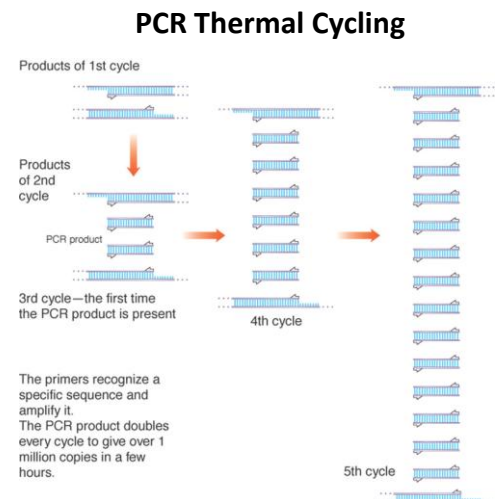 PCR Thermal Cycling
Products of 1st cycle
Products
of 2nd
cycle
PCR product
3rd cycle—the first time
the PCR product is present
4th cycle
The primers recognize a
specific sequence and
amplify it.
The PCR product doubles
every cycle to give over 1
million copies in a few
hours.
5th cycle